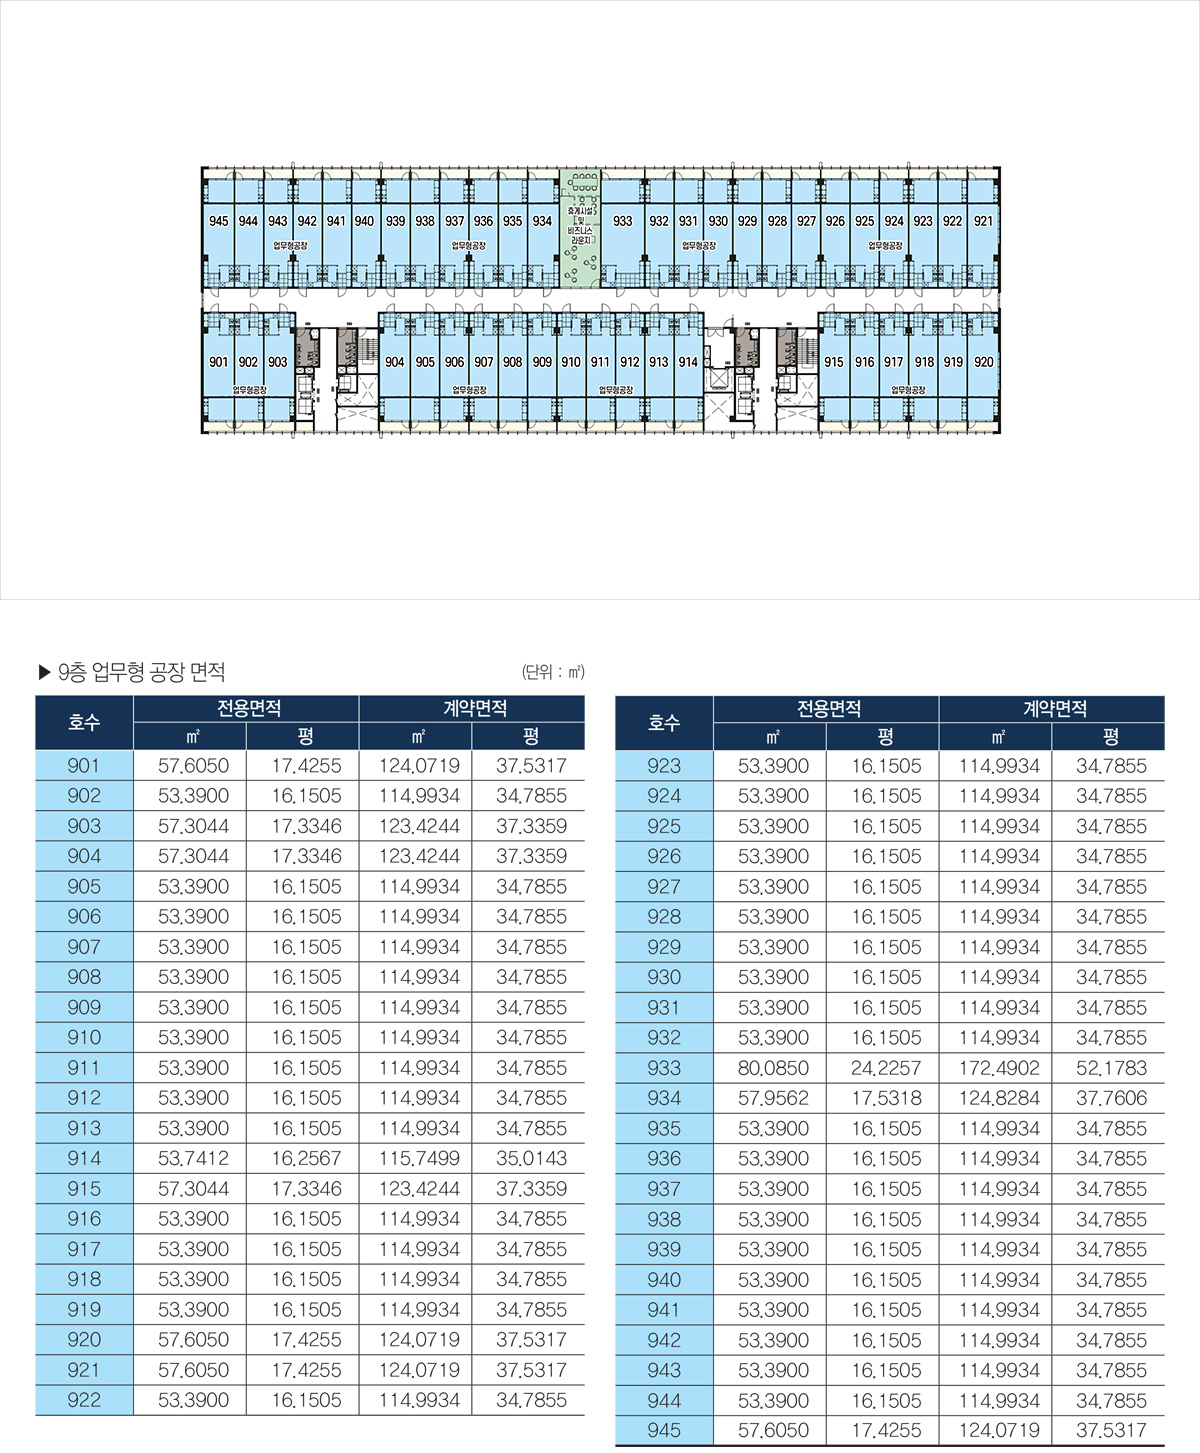 945 944 943 942 941 940 939 938 937 936 935 934 휴게시설 933 932 931 930 929 928 927 926 925 924 923 922 921
및
비즈니스
라운지
업무형공장 업무형공장 업무형공장 업무형공장
901 902 903 904 905 906 907 908 909 910 911 912 913 914 915 916 917 918 919 920
업무형공장 업무형공장 업무형공장 업무형공장
▶ 9층 업무형 공장 면적 (단위 : ㎡)
호수 전용면적 계약면적
㎡ 평 ㎡ 평
901 57.6050 17.4255 124.0719 37.5317
902 53.3900 16.1505 114.9934 34.7855
903 57.3044 17.3346 123.4244 37.3359
904 57.3044 17.3346 123.4244 37.3359
905 53.3900 16.1505 114.9934 34.7855
906 53.3900 16.1505 114.9934 34.7855
907 53.3900 16.1505 114.9934 34.7855
908 53.3900 16.1505 114.9934 34.7855
909 53.3900 16.1505 114.9934 34.7855
910 53.3900 16.1505 114.9934 34.7855
911 53.3900 16.1505 114.9934 34.7855
912 53.3900 16.1505 114.9934 34.7855
913 53.3900 16.1505 114.9934 34.7855
914 53.7412 16.2567 115.7499 35.0143
915 57.3044 17.3346 123.4244 37.3359
916 53.3900 16.1505 114.9934 34.7855
917 53.3900 16.1505 114.9934 34.7855
918 53.3900 16.1505 114.9934 34.7855
919 53.3900 16.1505 114.9934 34.7855
920 57.6050 17.4255 124.0719 37.5317
921 57.6050 17.4255 124.0719 37.5317
922 53.3900 16.1505 114.9934 34.7855
호수 전용면적 계약면적
㎡ 평 ㎡ 평
923 53.3900 16.1505 114.9934 34.7855
924 53.3900 16.1505 114.9934 34.7855
925 53.3900 16.1505 114.9934 34.7855
926 53.3900 16.1505 114.9934 34.7855
927 53.3900 16.1505 114.9934 34.7855
928 53.3900 16.1505 114.9934 34.7855
929 53.3900 16.1505 114.9934 34.7855
930 53.3900 16.1505 114.9934 34.7855
931 53.3900 16.1505 114.9934 34.7855
932 53.3900 16.1505 114.9934 34.7855
933 80.0850 24.2257 172.4902 52.1783
934 57.9562 17.5318 124.8284 37.7606
935 53.3900 16.1505 114.9934 34.7855
936 53.3900 16.1505 114.9934 34.7855
937 53.3900 16.1505 114.9934 34.7855
938 53.3900 16.1505 114.9934 34.7855
939 53.3900 16.1505 114.9934 34.7855
940 53.3900 16.1505 114.9934 34.7855
941 53.3900 16.1505 114.9934 34.7855
942 53.3900 16.1505 114.9934 34.7855
943 53.3900 16.1505 114.9934 34.7855
944 53.3900 16.1505 114.9934 34.7855
945 57.6050 17.4255 124.0719 37.5317